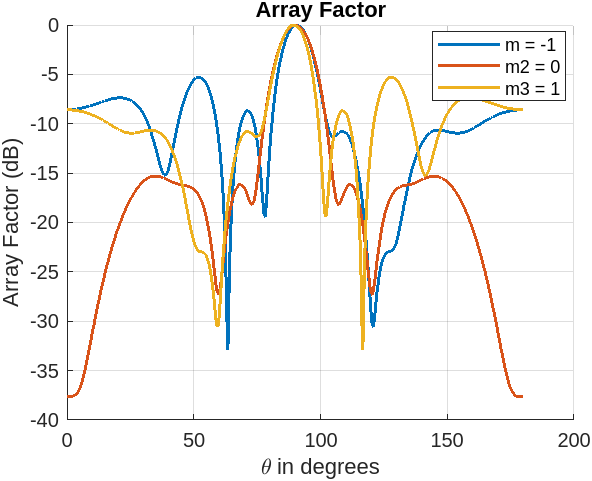 Array Factor
m = -1
m2 = 0
m3 = 1
Array Factor (dB)
0
-5
-10
-15
-20
-25
-30
-35
-40
0
50
100
150
200
θ in degrees